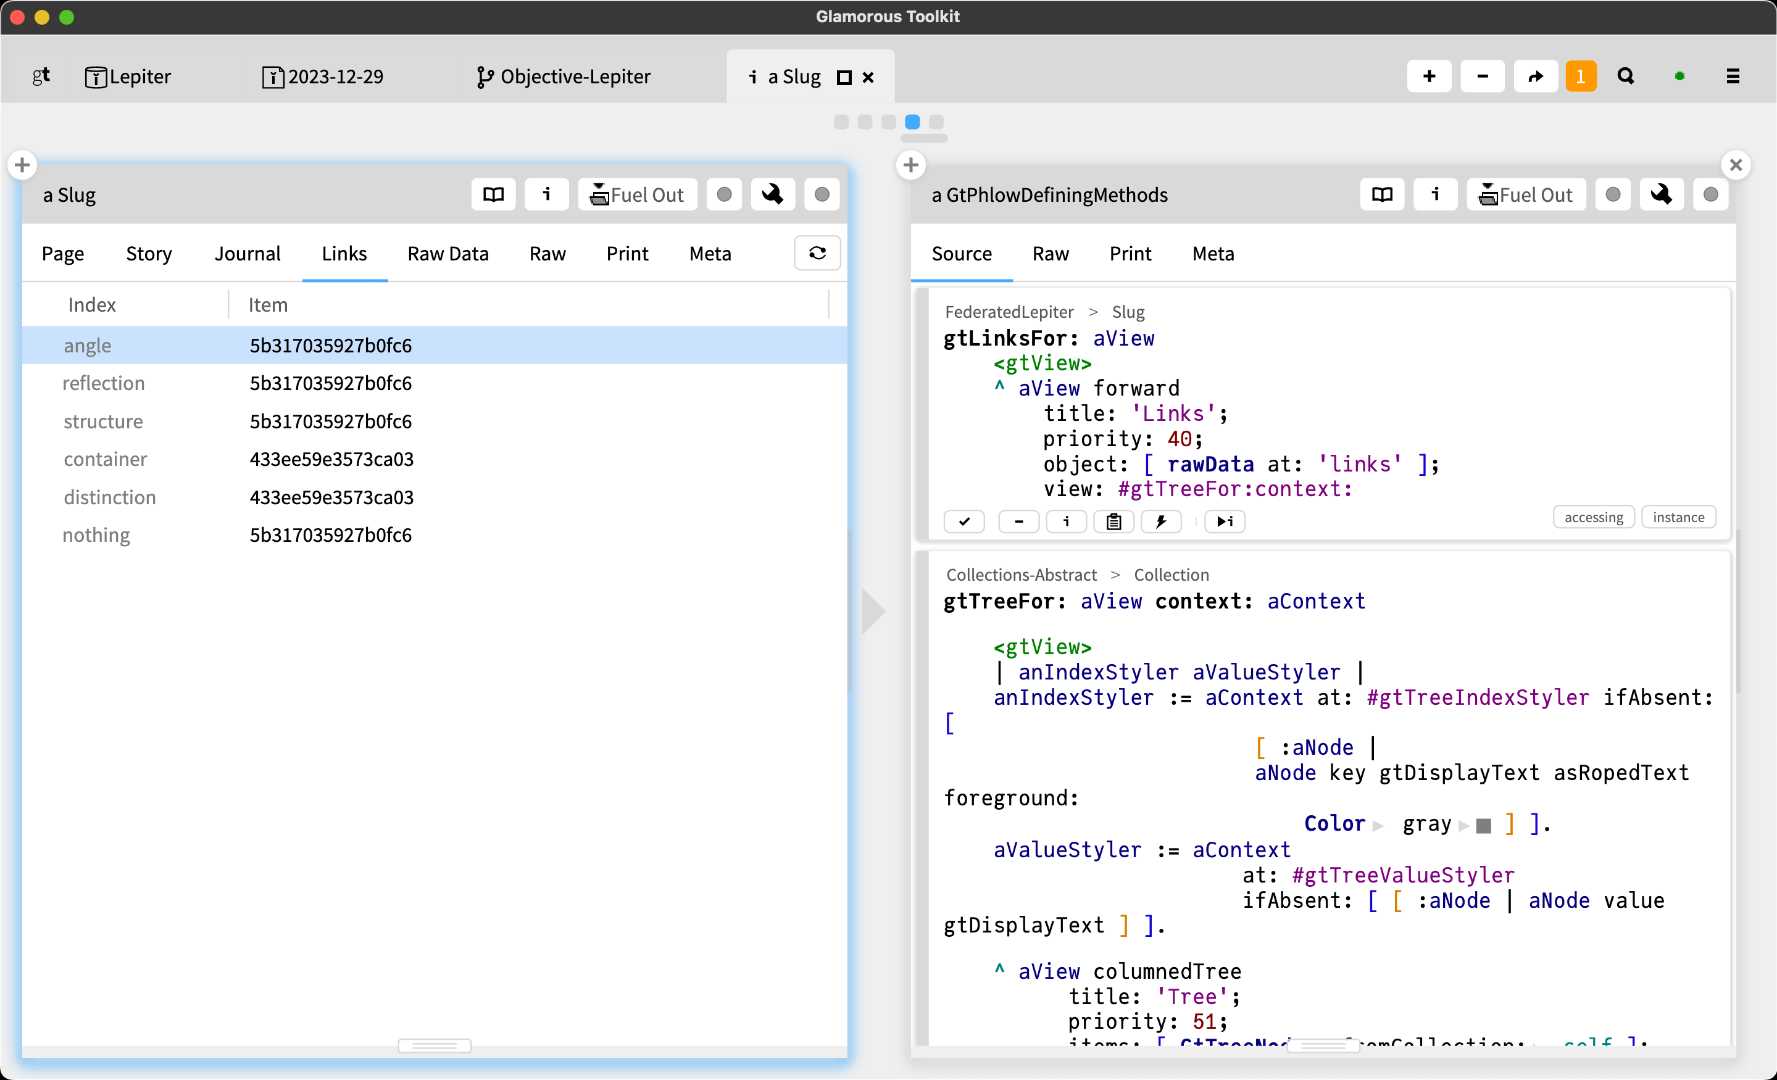 Glamorous Toolkit
gt
Lepiter
2023-12-29
Objective-Lepiter
i a Slug
1
a Slug
i
Fuel Out
Page Story Journal Links Raw Data Raw Print Meta
Index Item
angle 5b317035927b0fc6
reflection 5b317035927b0fc6
structure 5b317035927b0fc6
container 433ee59e3573ca03
distinction 433ee59e3573ca03
nothing 5b317035927b0fc6
a GtPhlowDefiningMethods
i
Fuel Out
Source Raw Print Meta
FederatedLepiter > Slug
gtLinksFor: aView
<gtView>
^ aView forward
title: 'Links';
priority: 40;
object: [ rawData at: 'links' ];
view: #gtTreeFor:context:
i
i
accessing instance
Collections-Abstract > Collection
gtTreeFor: aView context: aContext
<gtView>
| anIndexStyler aValueStyler |
anIndexStyler := aContext at: #gtTreeIndexStyler ifAbsent:
[
[ :aNode |
aNode key gtDisplayText asRopedText
foreground:
Color gray ] ].
aValueStyler := aContext
at: #gtTreeValueStyler
ifAbsent: [ [ :aNode | aNode value
gtDisplayText ] ].
^ aView columnedTree
title: 'Tree';
priority: 51;
items: [ self ];